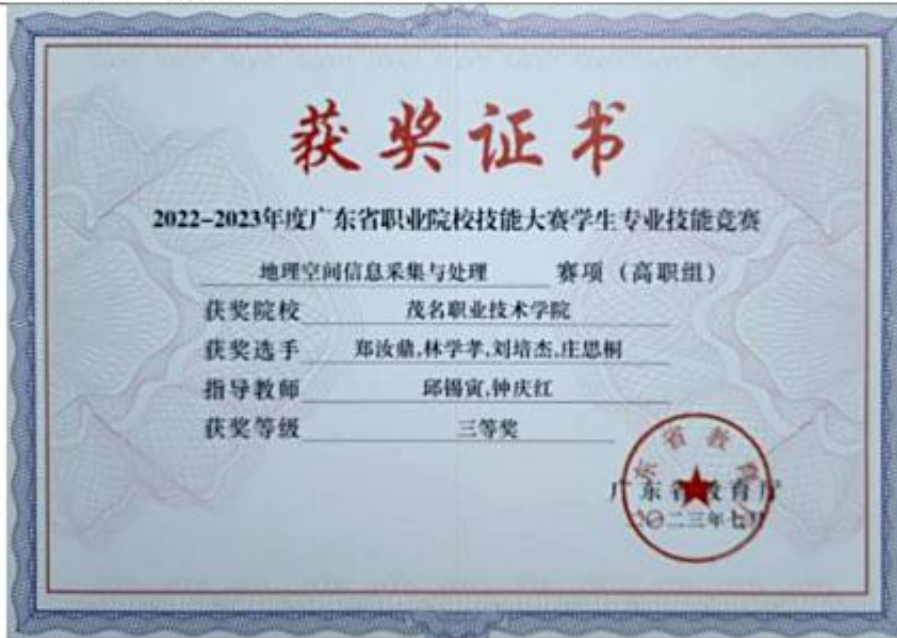 获奖证书
2022-2023年度广东省职业院校技能大赛学生专业技能竞赛
地理空间信息采集与处理 赛项（高职组）
获奖院校 茂名职业技术学院
获奖选手 郑汝鼎,林学孝,刘培杰,庄思桐
指导教师 邱锡寅,钟庆红
获奖等级 三等奖
广东省教育厅
二〇二三年七月